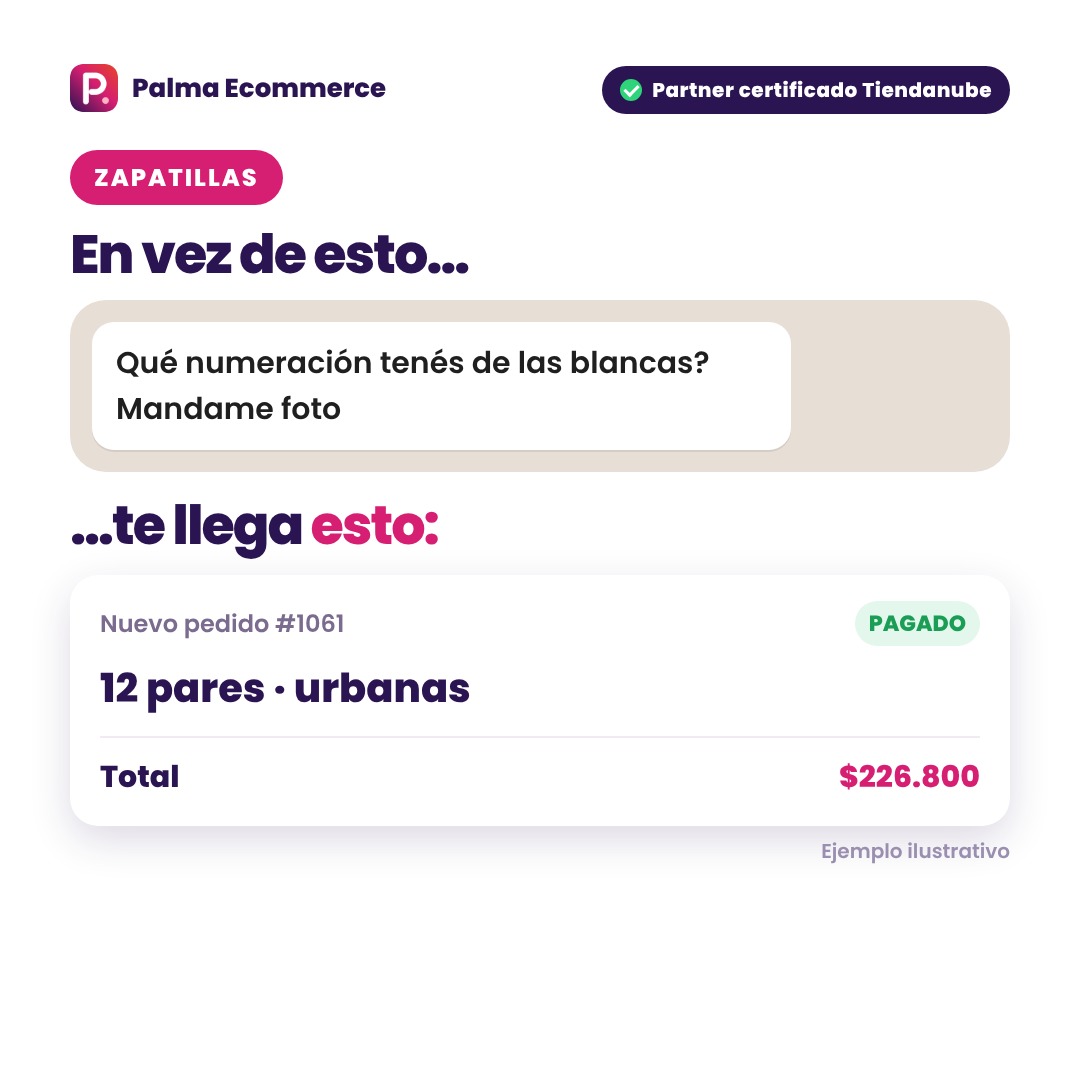 P.
Palma Ecommerce
Partner certificado Tiendanube
ZAPATILLAS
En vez de esto...
Qué numeración tenés de las blancas?
Mandame foto
...te llega esto:
Nuevo pedido #1061
PAGADO
12 pares · urbanas
Total
$226.800
Ejemplo ilustrativo